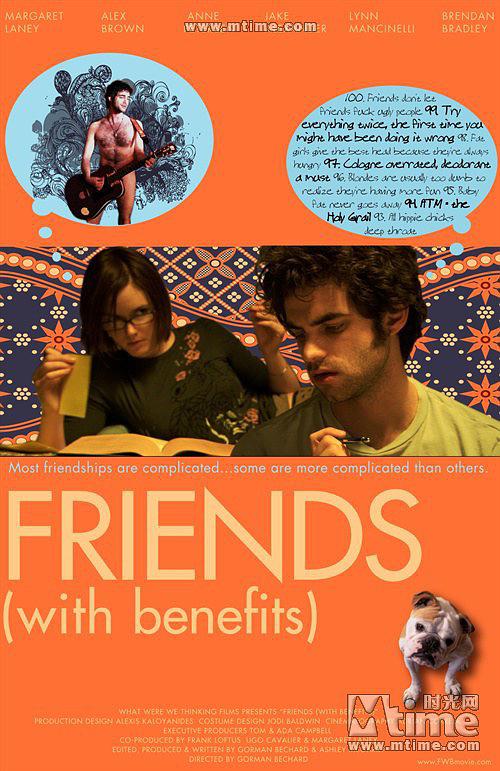 MARGARET ALEX ANNE JAKE LYNN BRENDAN
LANEY BROWN MANCINELLI BRADLEY
www.mtime.com
100. Friends don't let
friends fuck ugly people 99. Try
everything twice, the first time you
might have been doing it wrong 98. Fat
girls give the best head because they're always
hungry 97. Cologne overrated, deodorant
a must 96. Blondes are usually too dumb to
realize they're having more fun 95. Baby
fat never goes away 94. ATM = the
Holy Grail 93. All hippie chicks
deep throat
Most friendships are complicated...some are more complicated than others.
FRIENDS
(with benefits)
WHAT WERE WE THINKING FILMS PRESENTS "FRIENDS (WITH BENEFITS)
PRODUCTION DESIGN ALEXIS KALOYANIDES COSTUME DESIGN JODI BALDWIN
EXECUTIVE PRODUCERS TOM & ADA CAMPBELL
CO-PRODUCED BY FRANK LOFTUS UGO CAVALIER & MARGARET LANEY
EDITED, PRODUCED & WRITTEN BY GORMAN BECHARD & ASHLEY
DIRECTED BY GORMAN BECHARD
Mtime 时光网
www.mtime.com
www.FWBmovie.com